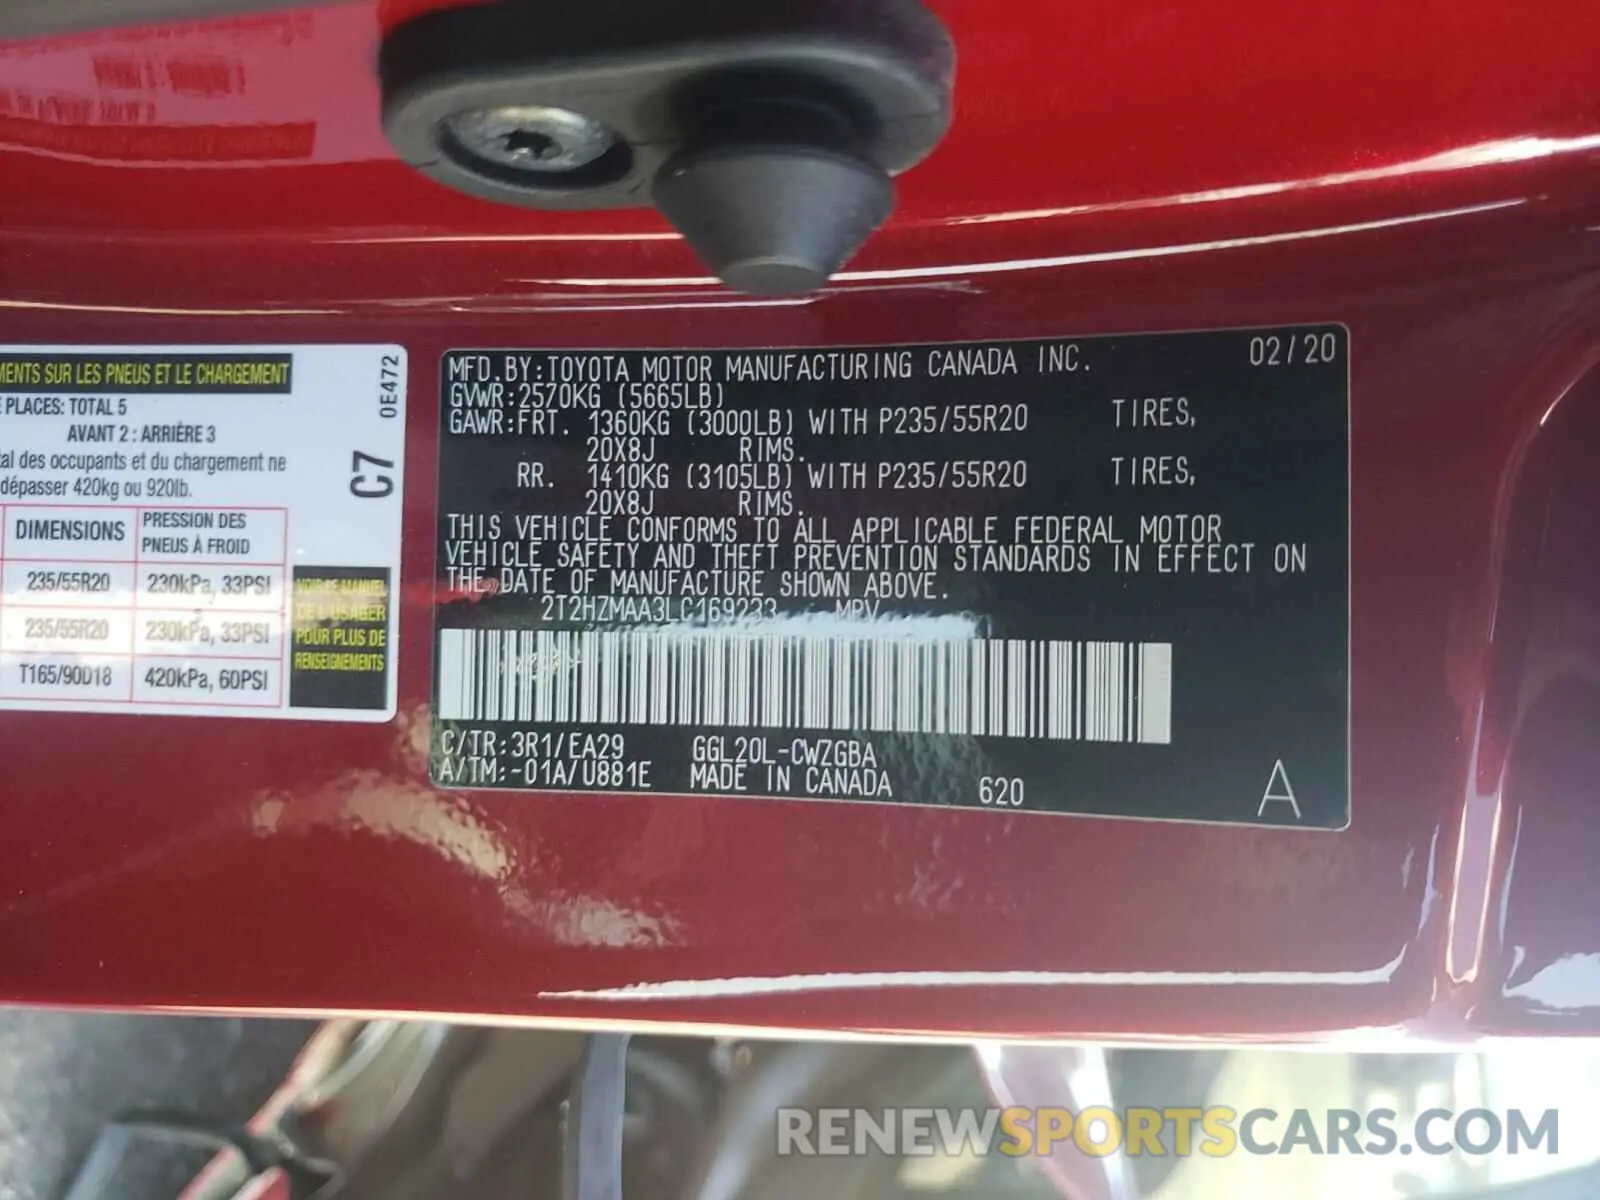 MENTS SUR LES PNEUS ET LE CHARGEMENT
PLACES: TOTAL 5
AVANT 2 : ARRIÈRE 3
tal des occupants et du chargement ne
dépasser 420kg ou 920lb.
DIMENSIONS PRESSION DES PNEUS À FROID
235/55R20 230kPa, 33PSI
235/55R20 230kPa, 33PSI
T165/90D18 420kPa, 60PSI
0E472
C7
VOIR LE MANUEL
DE L'USAGER
POUR PLUS DE
RENSEIGNEMENTS
MFD.BY:TOYOTA MOTOR MANUFACTURING CANADA INC. 02/20
GVWR:2570KG (5665LB)
GAWR:FRT. 1360KG (3000LB) WITH P235/55R20 TIRES,
20X8J RIMS.
RR. 1410KG (3105LB) WITH P235/55R20 TIRES,
20X8J RIMS.
THIS VEHICLE CONFORMS TO ALL APPLICABLE FEDERAL MOTOR
VEHICLE SAFETY AND THEFT PREVENTION STANDARDS IN EFFECT ON
THE DATE OF MANUFACTURE SHOWN ABOVE.
2T2HZMAA3LC169233 MPV
C/TR:3R1/EA29 GGL20L-CWZGBA
A/TM:-01A/U881E MADE IN CANADA 620 A
RENEWSPORTSCARS.COM